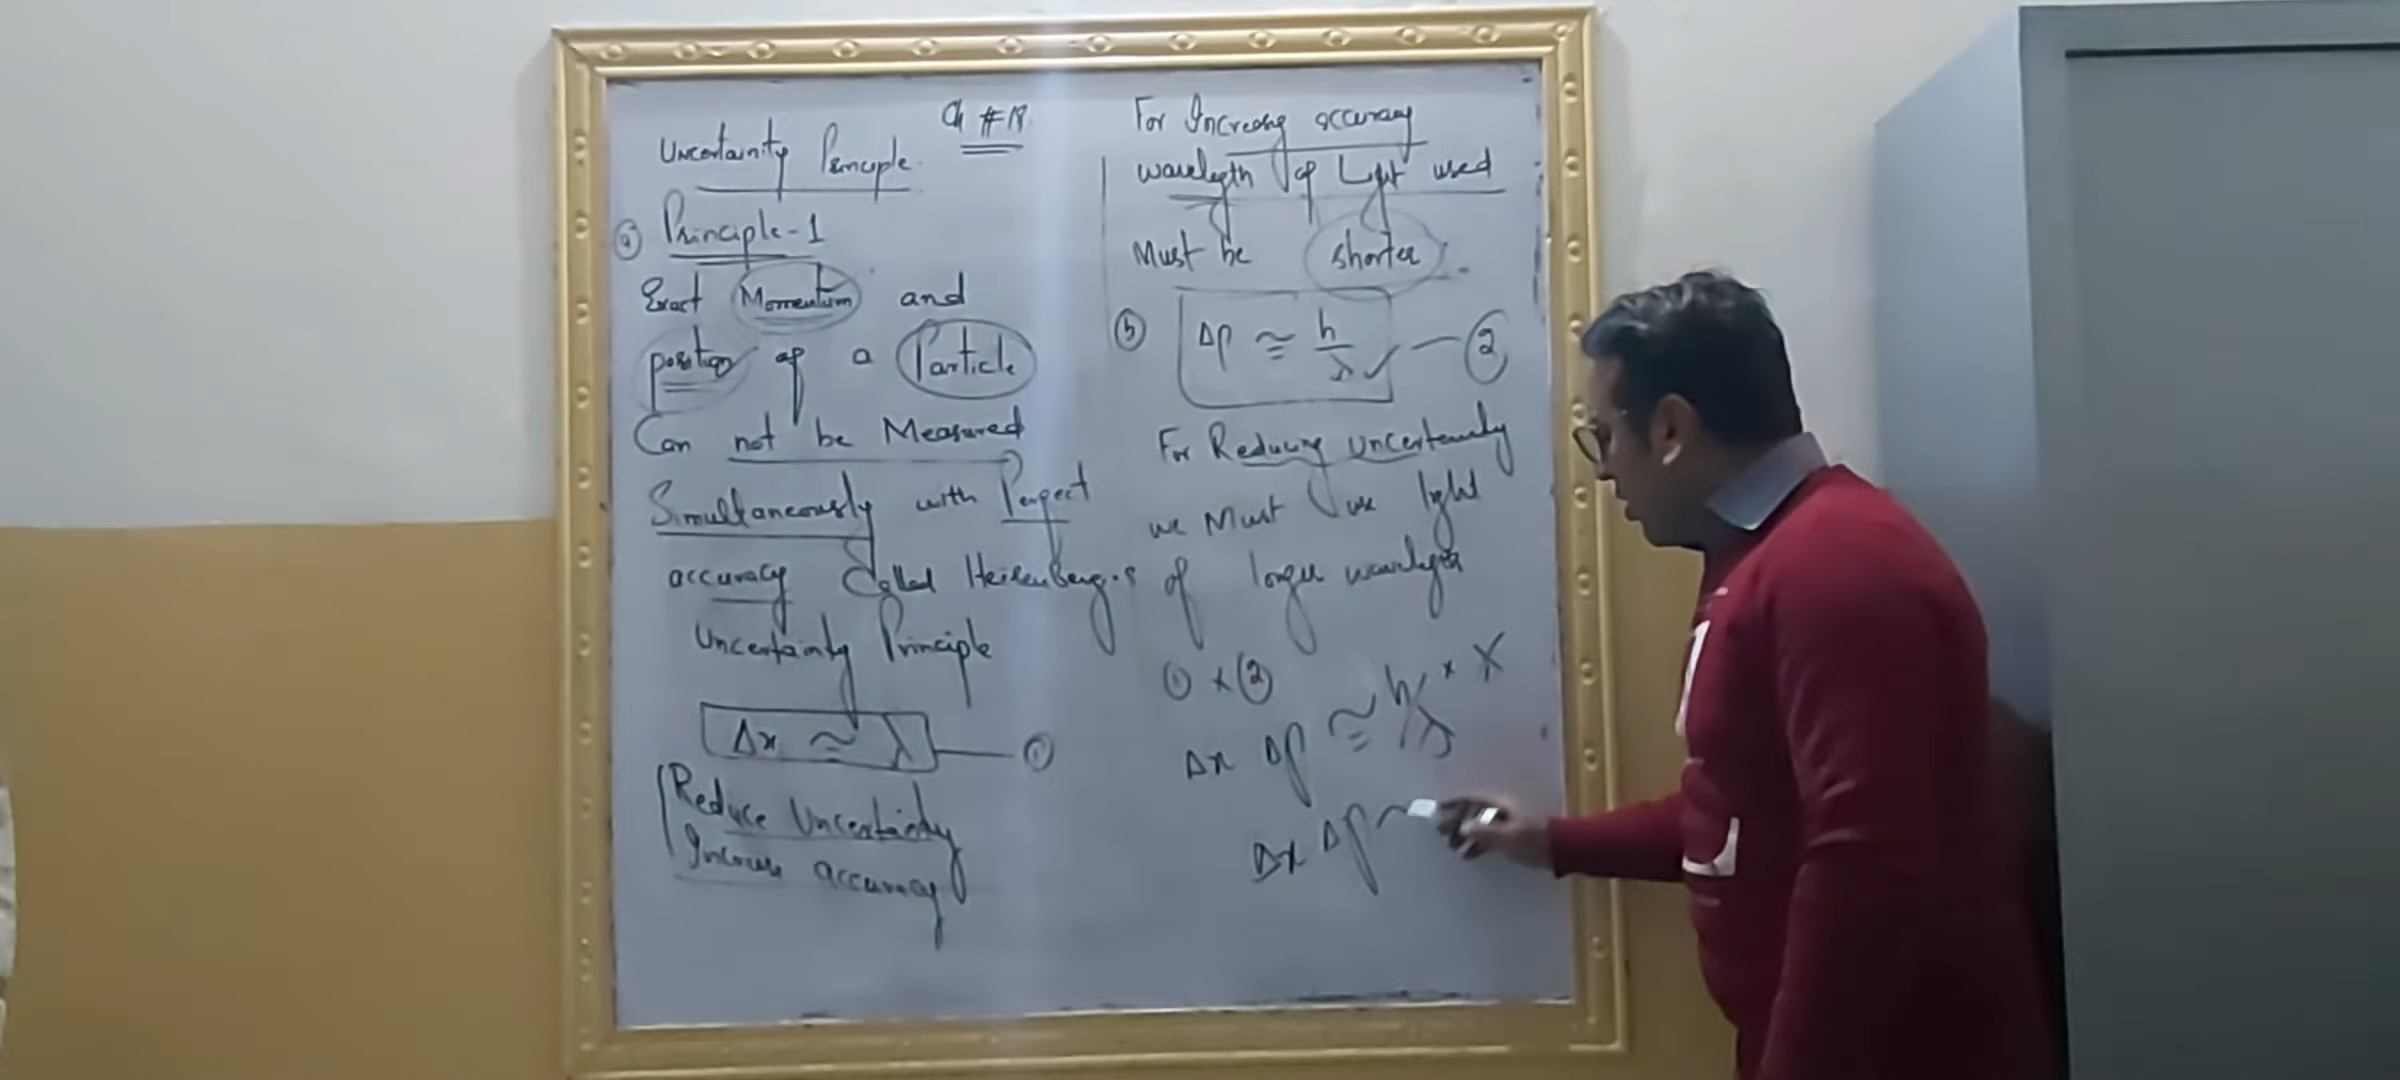 Uncertainity Principle
Ch # 18
(a) Principle-1
Exact Momentum and
position of a Particle
Can not be Measured
Simultaneously with Perfect
accuracy Called Heisenberg's
Uncertainty Principle
Δx ≈ λ — (1)
Reduce Uncertainty
Increase accuracy
For Increasing accuracy
wavelength of Light used
Must be shorter.
(b) Δp ≅ h/λ — (2)
For Reducing uncertainty
we Must use light
of longer wavelength
(1) × (2)
Δx Δp ≅ h/λ × λ
Δx Δp ~